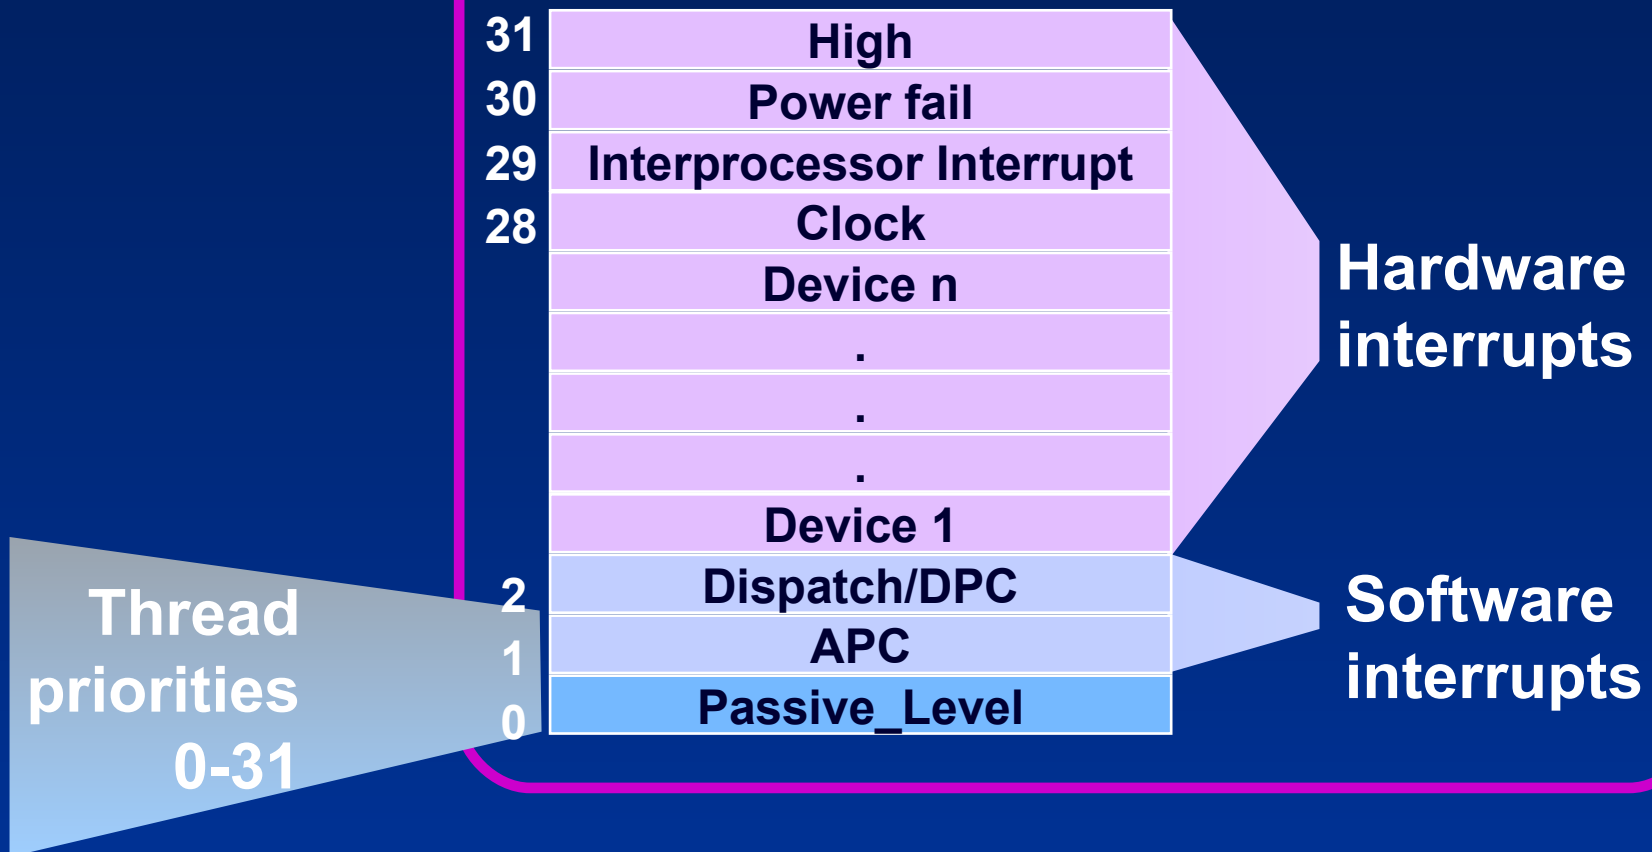 31 High
30 Power fail
29 Interprocessor Interrupt
28 Clock
Device n
.
.
.
Device 1
2 Dispatch/DPC
1 APC
0 Passive_Level
Hardware
interrupts
Software
interrupts
Thread
priorities
0-31